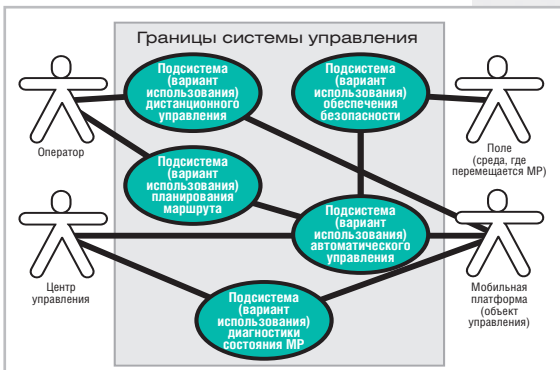 Границы системы управления
Подсистема
(вариант
использования)
дистанционного
управления
Подсистема
(вариант
использования)
обеспечения
безопасности
Оператор
Поле
(среда, где
перемещается МР)
Подсистема
(вариант
использования)
планирования
маршрута
Подсистема
(вариант
использования)
автоматического
управления
Центр
управления
Мобильная
платформа
(объект
управления)
Подсистема
(вариант
использования)
диагностики
состояния МР